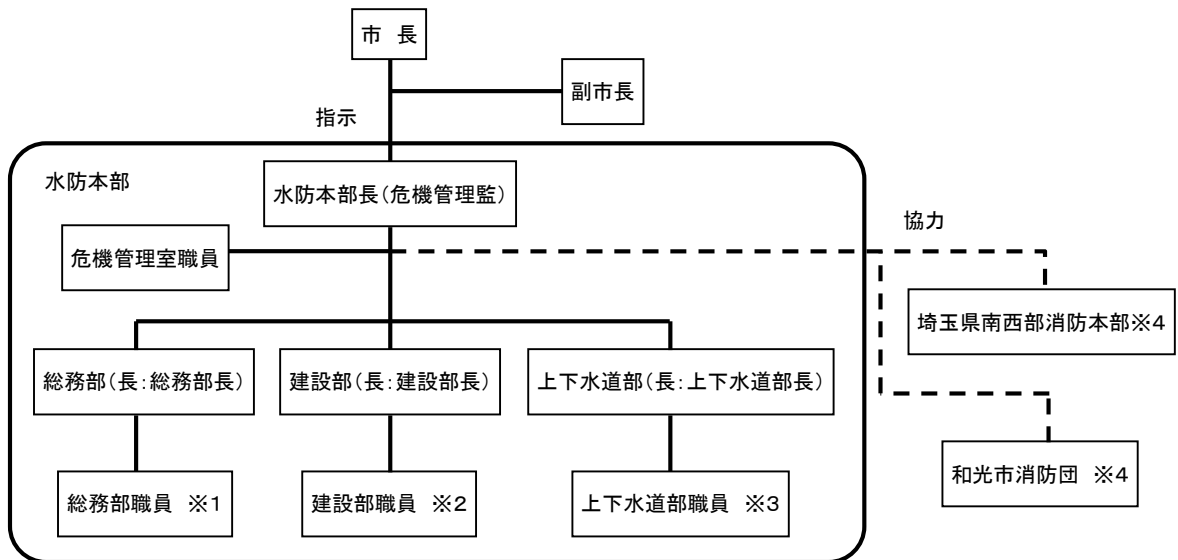 市　長
副市長
指示
水防本部
水防本部長（危機管理監）
協力
危機管理室職員
埼玉県南西部消防本部※4
総務部（長：総務部長）
建設部（長：建設部長）
上下水道部（長：上下水道部長）
和光市消防団　※4
総務部職員　※1
建設部職員　※2
上下水道部職員　※3